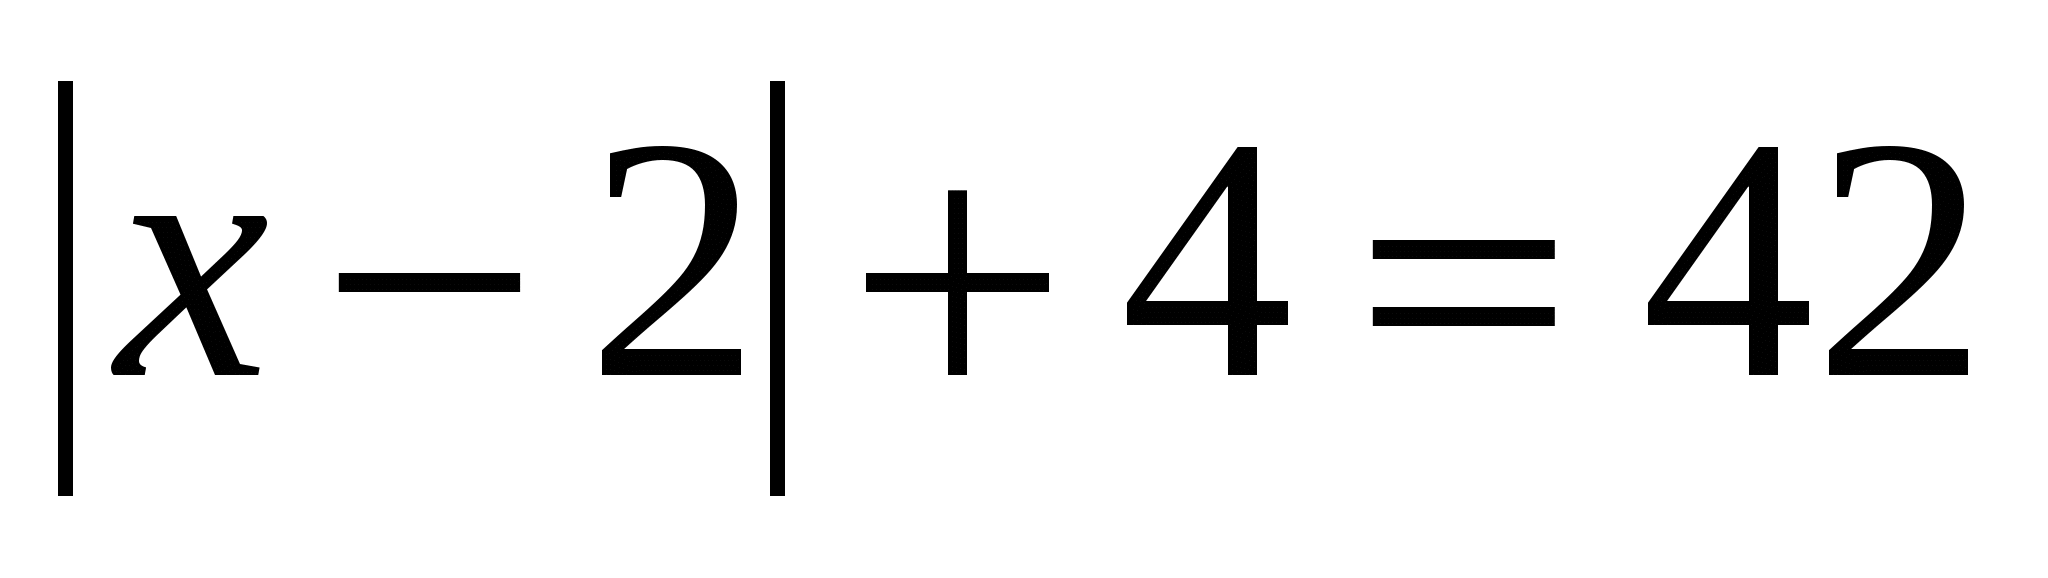 |x − 2| + 4 = 42